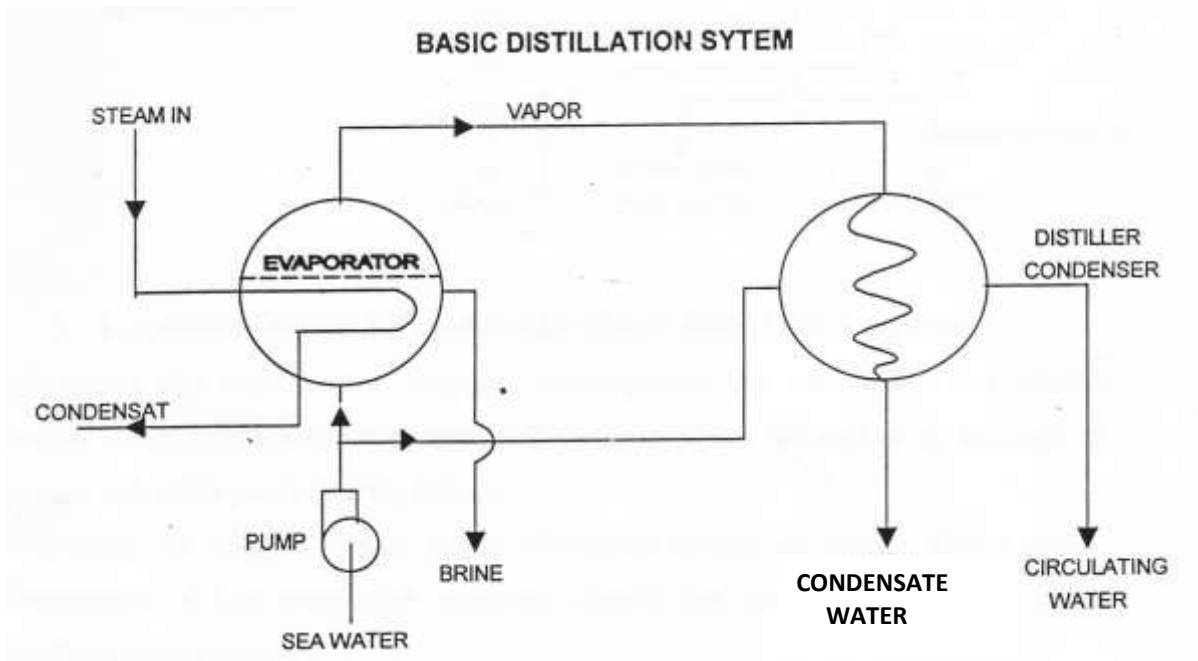 BASIC DISTILLATION SYTEM
STEAM IN
VAPOR
EVAPORATOR
DISTILLER
CONDENSER
CONDENSAT
PUMP
BRINE
SEA WATER
CONDENSATE
WATER
CIRCULATING
WATER